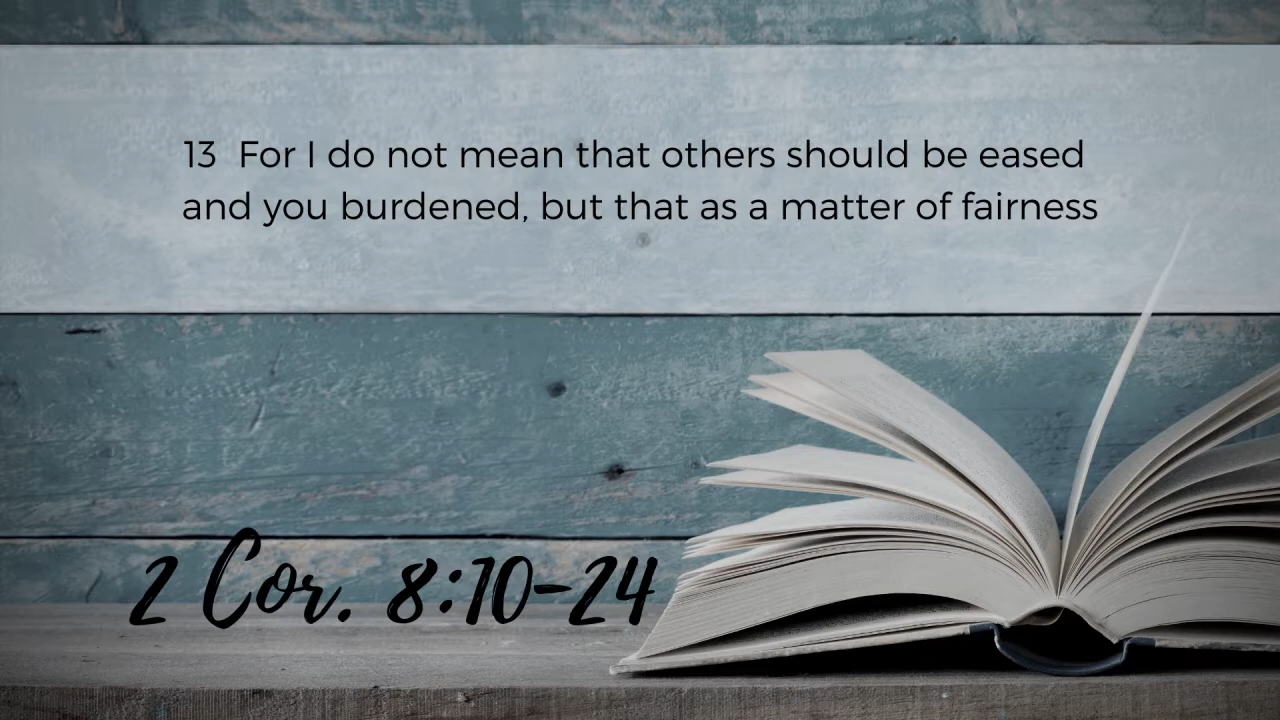 13 For I do not mean that others should be eased
and you burdened, but that as a matter of fairness
2 Cor. 8:10-24